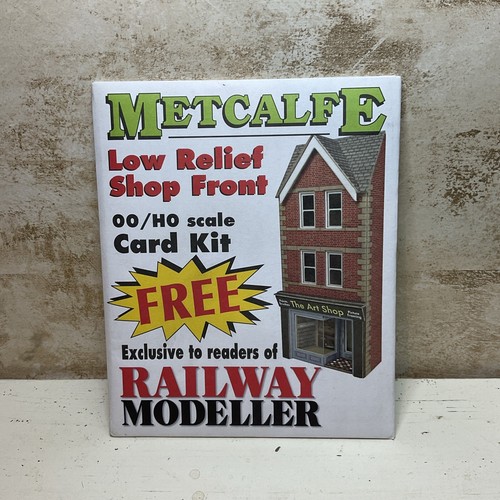 METCALFE
Low Relief
Shop Front
OO/HO scale
Card Kit
FREE
The Art Shop
Exclusive to readers of
RAILWAY
MODELLER